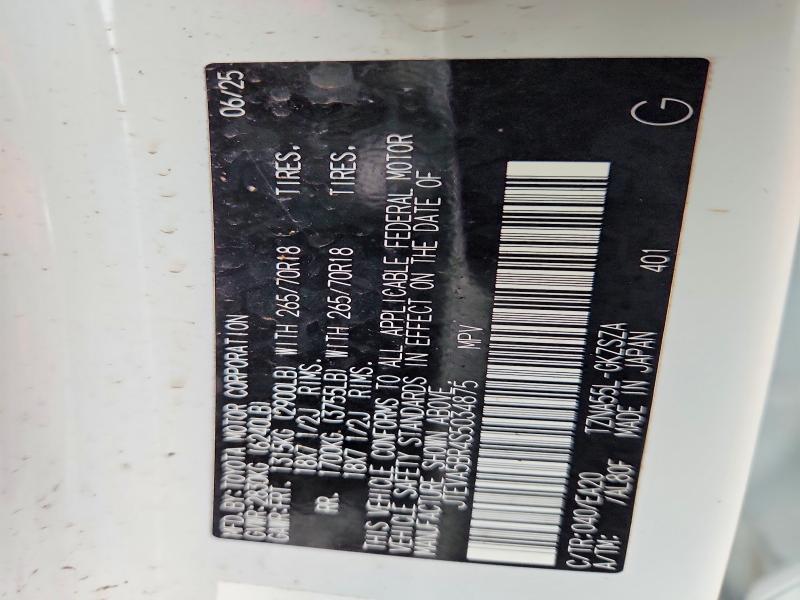 MFD.BY:TOYOTA MOTOR CORPORATION 06/25
GVWR:2830KG (6240LB)
GAWR:FRT. 1315KG (2900LB) WITH 265/70R18 TIRES,
18X7 1/2J RIMS.
RR. 1700KG (3755LB) WITH 265/70R18 TIRES,
18X7 1/2J RIMS.
THIS VEHICLE CONFORMS TO ALL APPLICABLE FEDERAL MOTOR
VEHICLE SAFETY STANDARDS IN EFFECT ON THE DATE OF
MANUFACTURE SHOWN ABOVE.
JTEVA5BR4S5034875 MPV
C/TR:040/EA20 TZNA55L-GKZSZA
A/TM: /AL80F MADE IN JAPAN 401
G